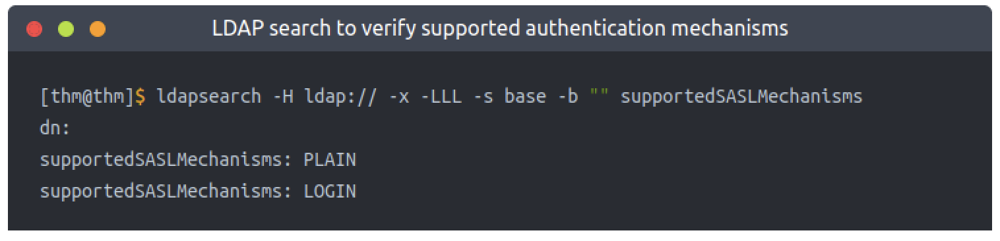 LDAP search to verify supported authentication mechanisms
[thm@thm]$ ldapsearch -H ldap:// -x -LLL -s base -b "" supportedSASLMechanisms
dn:
supportedSASLMechanisms: PLAIN
supportedSASLMechanisms: LOGIN